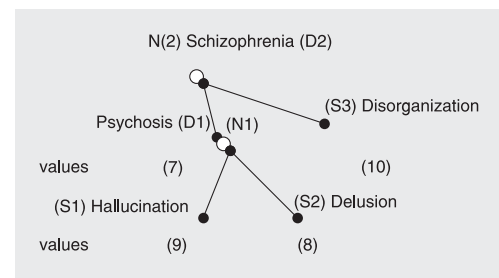 N(2) Schizophrenia (D2)
(S3) Disorganization
Psychosis (D1) (N1)
values (7) (10)
(S1) Hallucination
(S2) Delusion
values (9) (8)